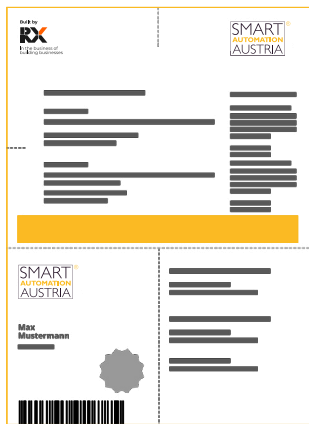 Built by
RX
In the business of
building businesses
SMART
AUTOMATION
AUSTRIA
SMART
AUTOMATION
AUSTRIA
Max
Mustermann